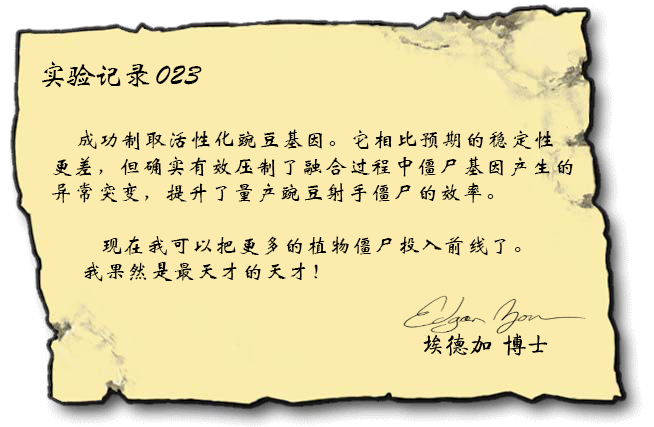 实验记录023
成功制取活性化豌豆基因。它相比预期的稳定性
更差，但确实有效压制了融合过程中僵尸基因产生的
异常突变，提升了量产豌豆射手僵尸的效率。
现在我可以把更多的植物僵尸投入前线了。
我果然是最天才的天才！
Edgar
埃德加 博士